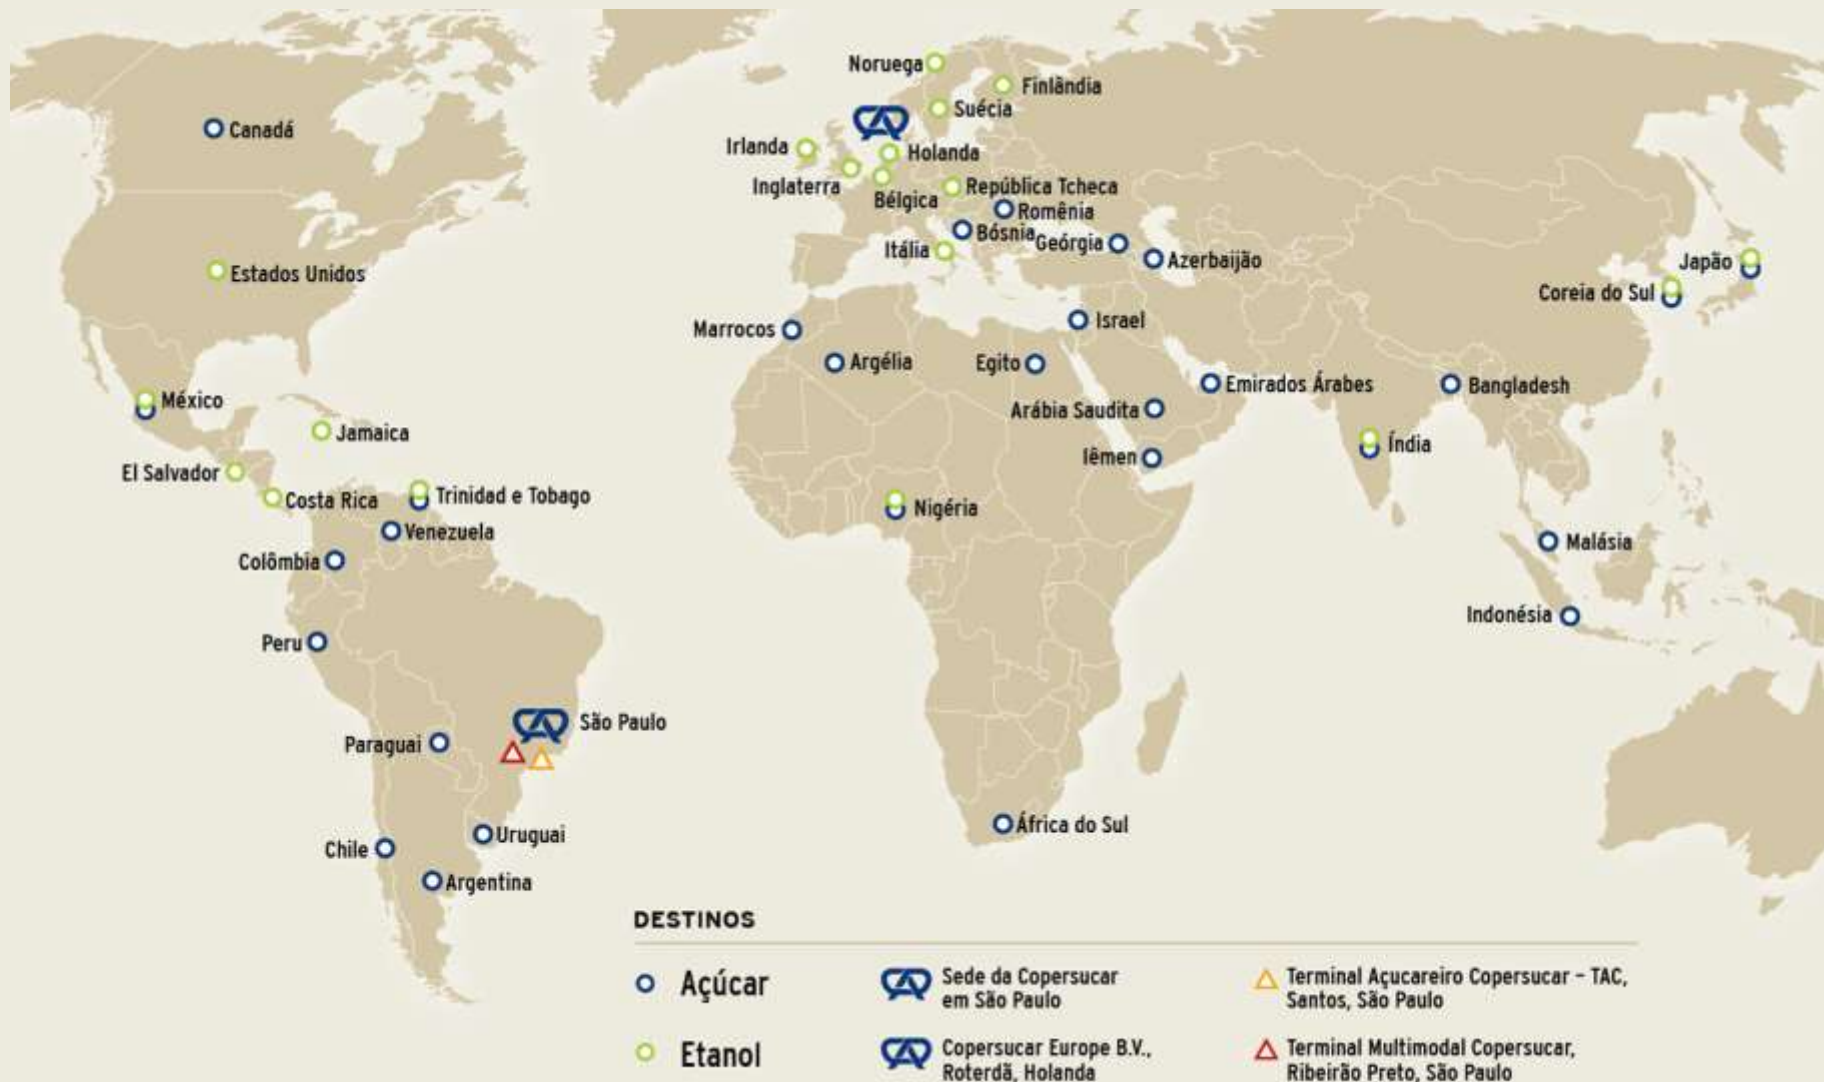 Noruega
Finlândia
Suécia
Canadá
Irlanda
Holanda
Inglaterra
Bélgica
República Tcheca
Romênia
Bósnia
Geórgia
Itália
Azerbaijão
Estados Unidos
Japão
Coreia do Sul
Marrocos
Israel
Argélia
Egito
Emirados Árabes
Bangladesh
México
Arábia Saudita
Jamaica
Índia
Iêmen
El Salvador
Costa Rica
Trinidad e Tobago
Nigéria
Venezuela
Malásia
Colômbia
Indonésia
Peru
São Paulo
Paraguai
África do Sul
Uruguai
Chile
Argentina
DESTINOS
Açúcar
Sede da Copersucar
em São Paulo
Terminal Açucareiro Copersucar – TAC,
Santos, São Paulo
Etanol
Copersucar Europe B.V.,
Roterdã, Holanda
Terminal Multimodal Copersucar,
Ribeirão Preto, São Paulo